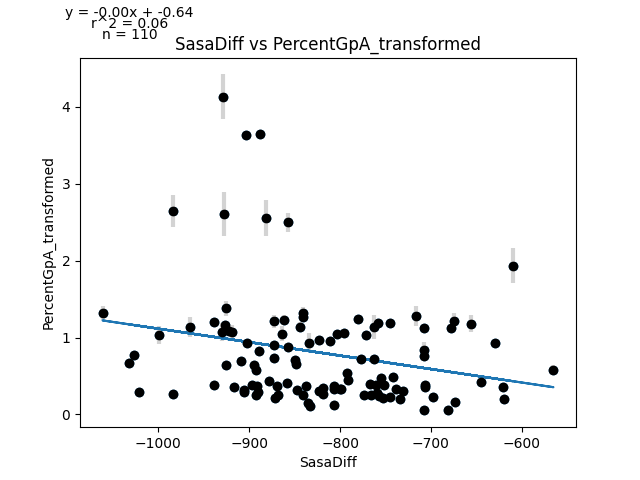 y = -0.00x + -0.64
r^2 = 0.06
n = 110
SasaDiff vs PercentGpA_transformed
PercentGpA_transformed
4
3
2
1
0
−1000
−900
−800
−700
−600
SasaDiff